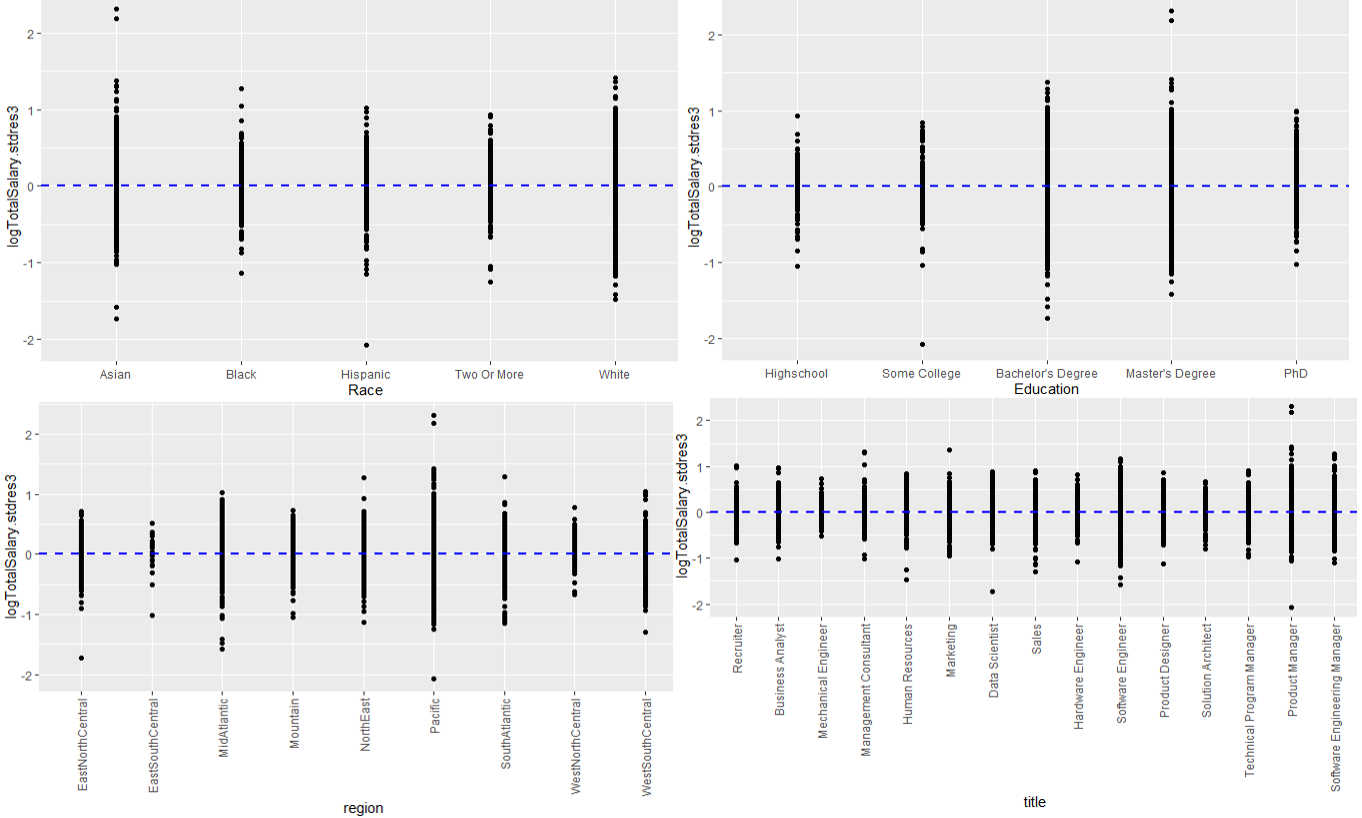 logTotalSalary.stdres3
2
1
0
-1
-2
Asian Black Hispanic Two Or More White
Race
logTotalSalary.stdres3
2
1
0
-1
-2
Highschool Some College Bachelor's Degree Master's Degree PhD
Education
logTotalSalary.stdres3
2
1
0
-1
-2
EastNorthCentral
EastSouthCentral
MidAtlantic
Mountain
NorthEast
Pacific
SouthAtlantic
WestNorthCentral
WestSouthCentral
region
logTotalSalary.stdres3
2
1
0
-1
-2
Recruiter
Business Analyst
Mechanical Engineer
Management Consultant
Human Resources
Marketing
Data Scientist
Sales
Hardware Engineer
Software Engineer
Product Designer
Solution Architect
Technical Program Manager
Product Manager
Software Engineering Manager
title